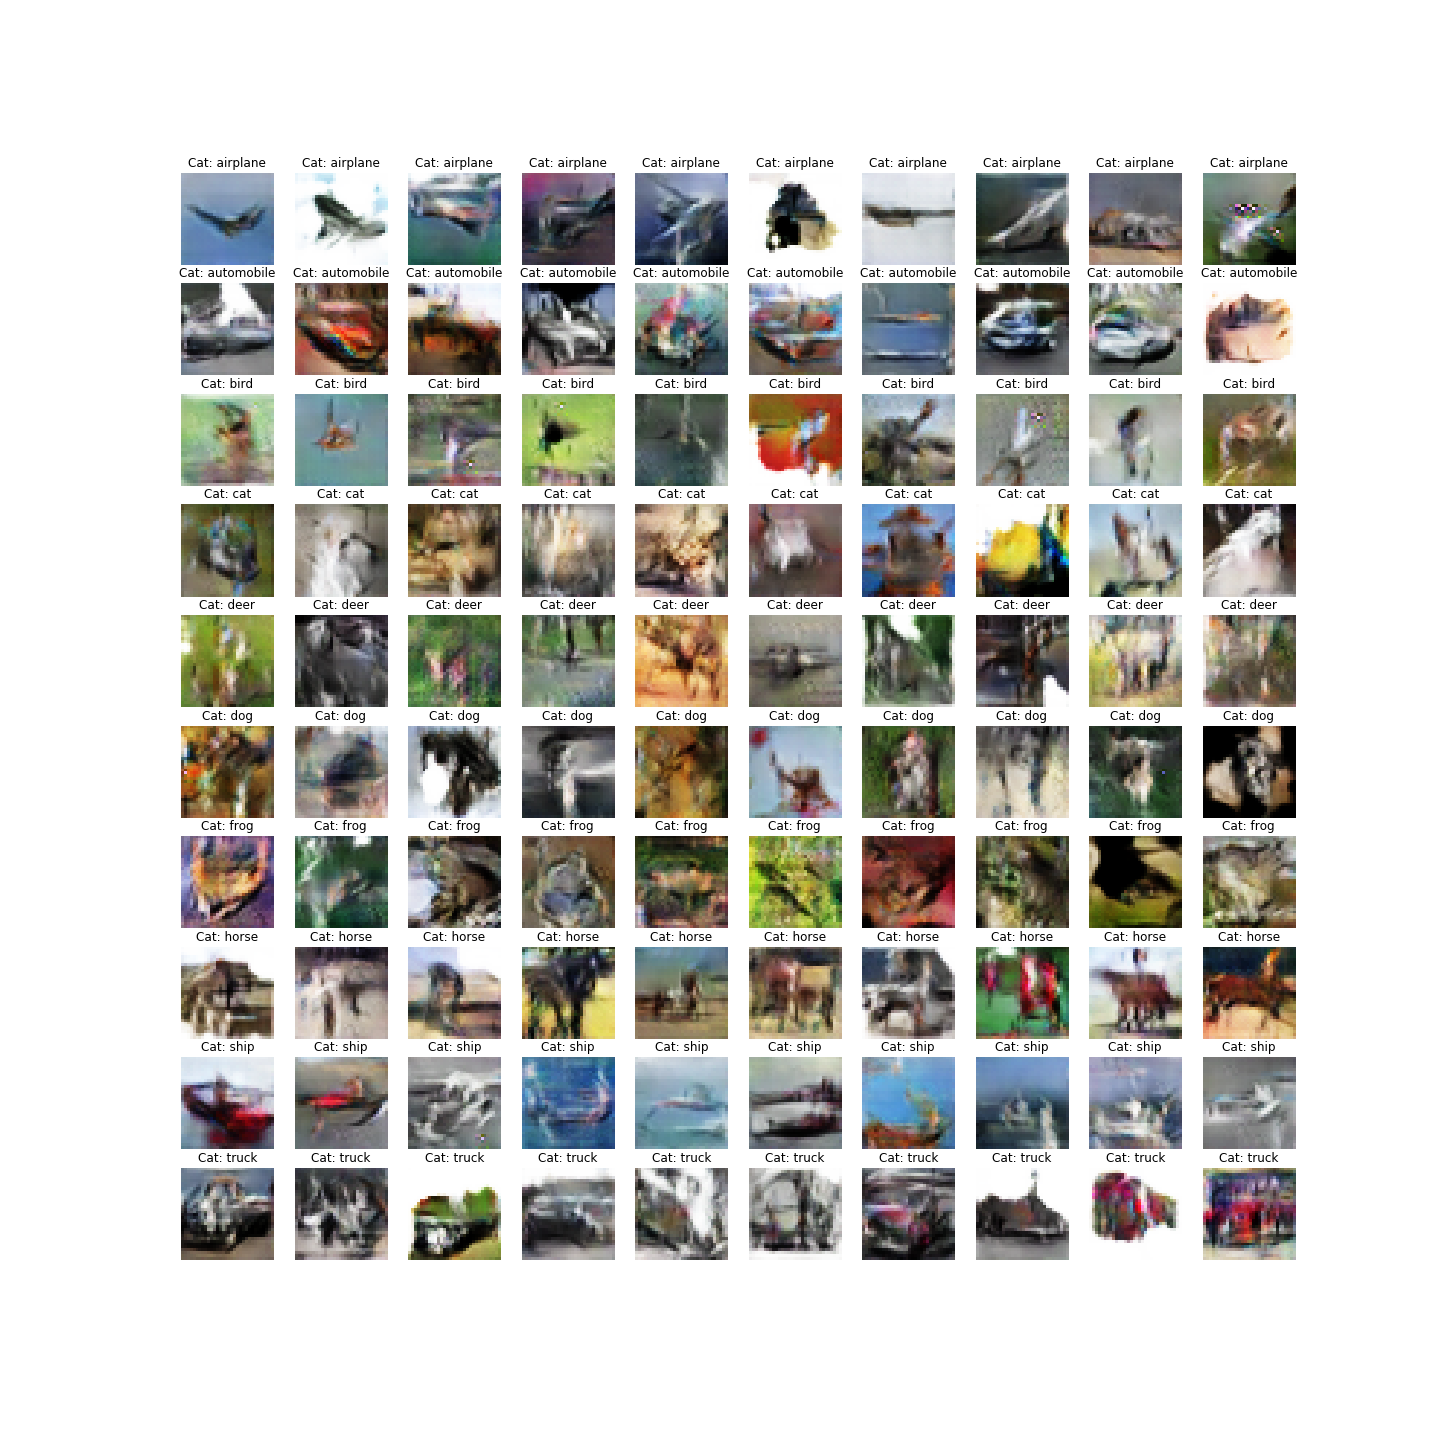 Cat: airplane Cat: airplane Cat: airplane Cat: airplane Cat: airplane Cat: airplane Cat: airplane Cat: airplane Cat: airplane Cat: airplane
Cat: automobile Cat: automobile Cat: automobile Cat: automobile Cat: automobile Cat: automobile Cat: automobile Cat: automobile Cat: automobile Cat: automobile
Cat: bird Cat: bird Cat: bird Cat: bird Cat: bird Cat: bird Cat: bird Cat: bird Cat: bird Cat: bird
Cat: cat Cat: cat Cat: cat Cat: cat Cat: cat Cat: cat Cat: cat Cat: cat Cat: cat Cat: cat
Cat: deer Cat: deer Cat: deer Cat: deer Cat: deer Cat: deer Cat: deer Cat: deer Cat: deer Cat: deer
Cat: dog Cat: dog Cat: dog Cat: dog Cat: dog Cat: dog Cat: dog Cat: dog Cat: dog Cat: dog
Cat: frog Cat: frog Cat: frog Cat: frog Cat: frog Cat: frog Cat: frog Cat: frog Cat: frog Cat: frog
Cat: horse Cat: horse Cat: horse Cat: horse Cat: horse Cat: horse Cat: horse Cat: horse Cat: horse Cat: horse
Cat: ship Cat: ship Cat: ship Cat: ship Cat: ship Cat: ship Cat: ship Cat: ship Cat: ship Cat: ship
Cat: truck Cat: truck Cat: truck Cat: truck Cat: truck Cat: truck Cat: truck Cat: truck Cat: truck Cat: truck